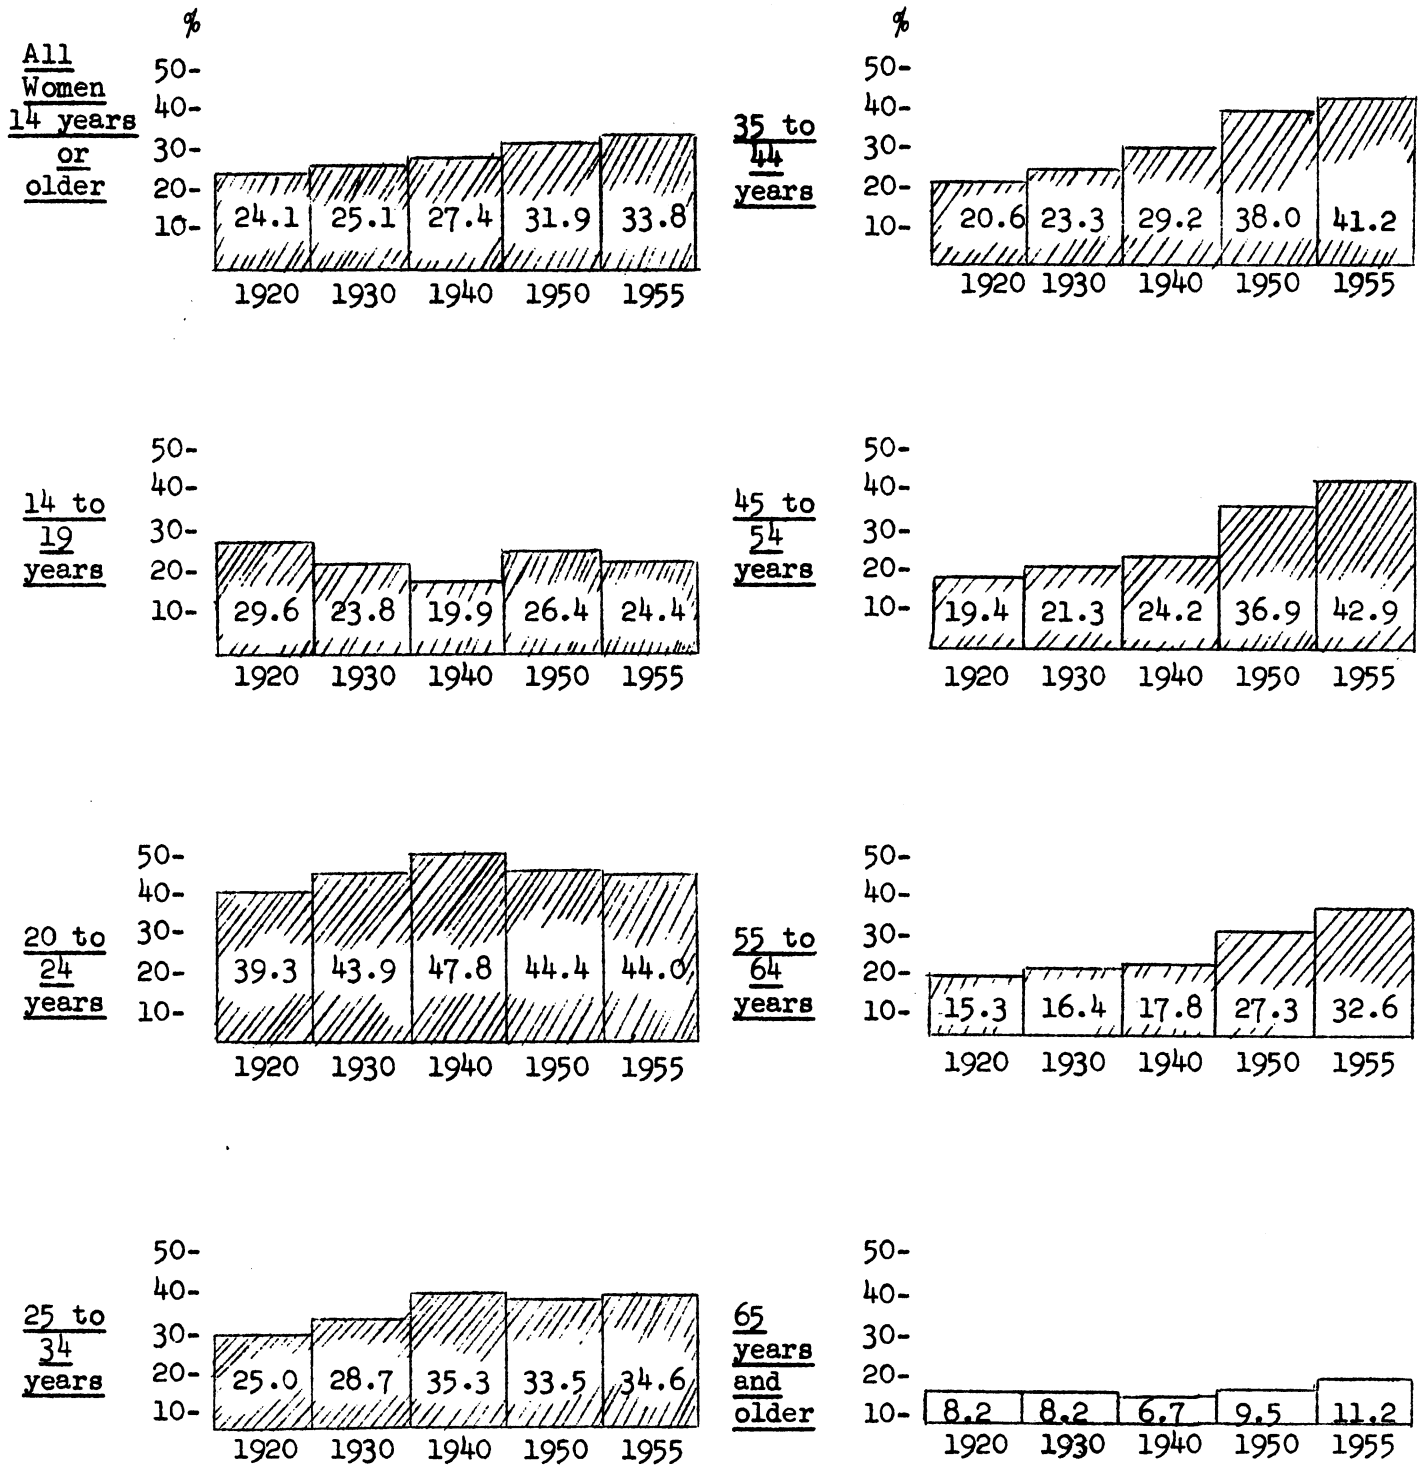 %
All
Women
14 years
or
older
50-
40-
30-
20-
10-
24.1 25.1 27.4 31.9 33.8
1920 1930 1940 1950 1955
%
35 to
44
years
50-
40-
30-
20-
10-
20.6 23.3 29.2 38.0 41.2
1920 1930 1940 1950 1955
14 to
19
years
50-
40-
30-
20-
10-
29.6 23.8 19.9 26.4 24.4
1920 1930 1940 1950 1955
45 to
54
years
50-
40-
30-
20-
10-
19.4 21.3 24.2 36.9 42.9
1920 1930 1940 1950 1955
20 to
24
years
50-
40-
30-
20-
10-
39.3 43.9 47.8 44.4 44.0
1920 1930 1940 1950 1955
55 to
64
years
50-
40-
30-
20-
10-
15.3 16.4 17.8 27.3 32.6
1920 1930 1940 1950 1955
25 to
34
years
50-
40-
30-
20-
10-
25.0 28.7 35.3 33.5 34.6
1920 1930 1940 1950 1955
65
years
and
older
50-
40-
30-
20-
10-
8.2 8.2 6.7 9.5 11.2
1920 1930 1940 1950 1955